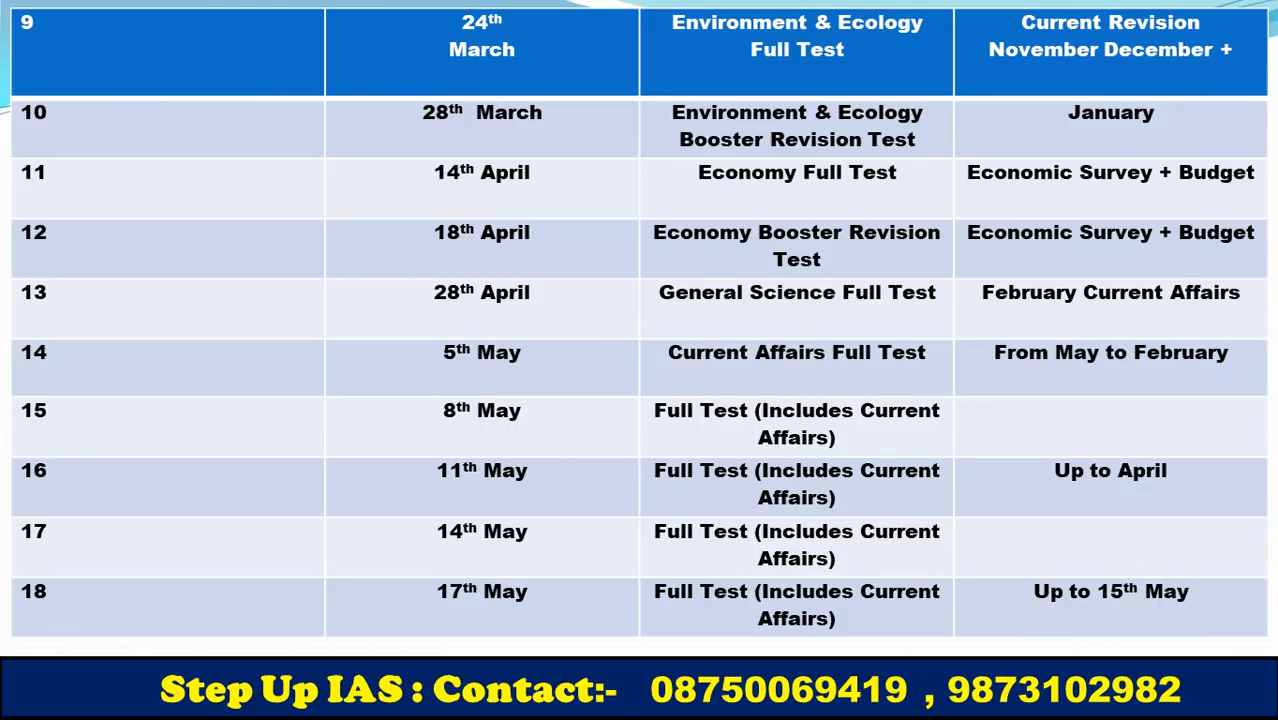 9 24th Environment & Ecology Current Revision
March Full Test November December +
10 28th March Environment & Ecology January
Booster Revision Test
11 14th April Economy Full Test Economic Survey + Budget
12 18th April Economy Booster Revision Economic Survey + Budget
Test
13 28th April General Science Full Test February Current Affairs
14 5th May Current Affairs Full Test From May to February
15 8th May Full Test (Includes Current
Affairs)
16 11th May Full Test (Includes Current Up to April
Affairs)
17 14th May Full Test (Includes Current
Affairs)
18 17th May Full Test (Includes Current Up to 15th May
Affairs)
Step Up IAS : Contact:- 08750069419 , 9873102982